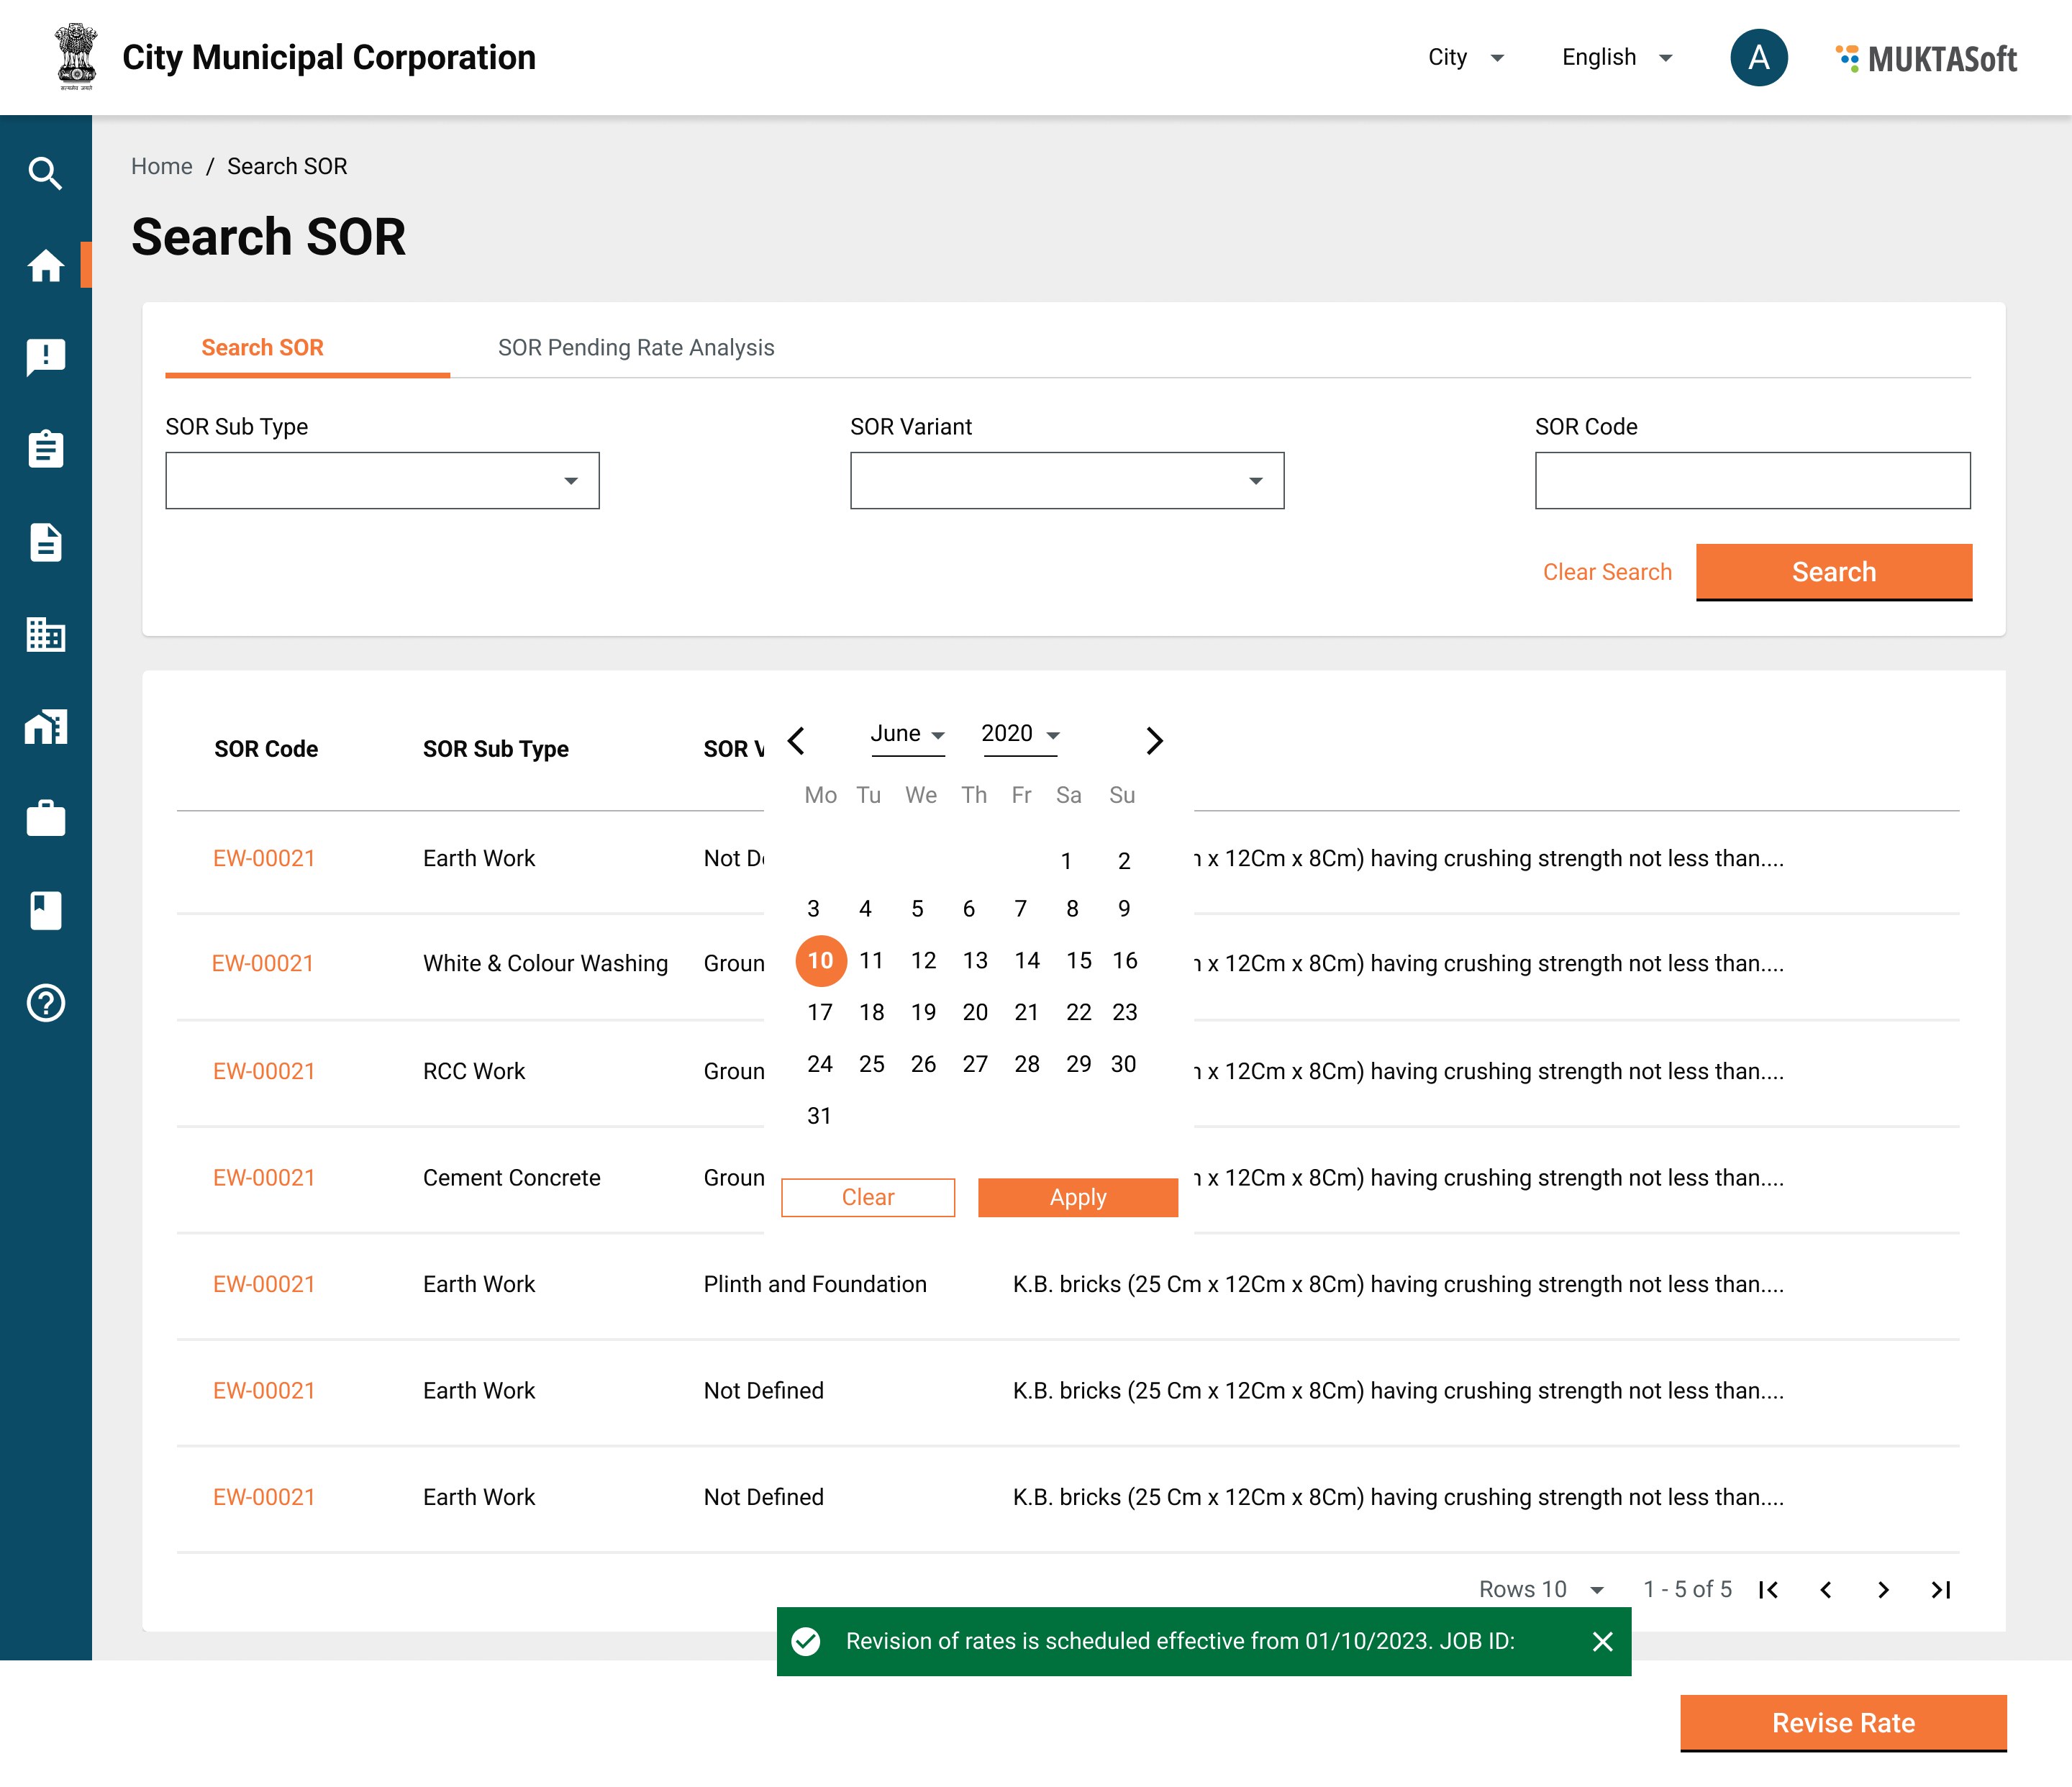 City Municipal Corporation
City
English
A
MUKTASoft
सत्यमेव जयते
Home / Search SOR
Search SOR
Search SOR
SOR Pending Rate Analysis
SOR Sub Type
SOR Variant
SOR Code
Clear Search
Search
SOR Code
SOR Sub Type
SOR V
June
2020
Mo Tu We Th Fr Sa Su
1 2
3 4 5 6 7 8 9
10 11 12 13 14 15 16
17 18 19 20 21 22 23
24 25 26 27 28 29 30
31
Clear
Apply
EW-00021 Earth Work Not D x 12Cm x 8Cm) having crushing strength not less than....
EW-00021 White & Colour Washing Groun x 12Cm x 8Cm) having crushing strength not less than....
EW-00021 RCC Work Groun x 12Cm x 8Cm) having crushing strength not less than....
EW-00021 Cement Concrete Groun x 12Cm x 8Cm) having crushing strength not less than....
EW-00021 Earth Work Plinth and Foundation K.B. bricks (25 Cm x 12Cm x 8Cm) having crushing strength not less than....
EW-00021 Earth Work Not Defined K.B. bricks (25 Cm x 12Cm x 8Cm) having crushing strength not less than....
EW-00021 Earth Work Not Defined K.B. bricks (25 Cm x 12Cm x 8Cm) having crushing strength not less than....
Rows 10
1 - 5 of 5
Revision of rates is scheduled effective from 01/10/2023. JOB ID:
Revise Rate